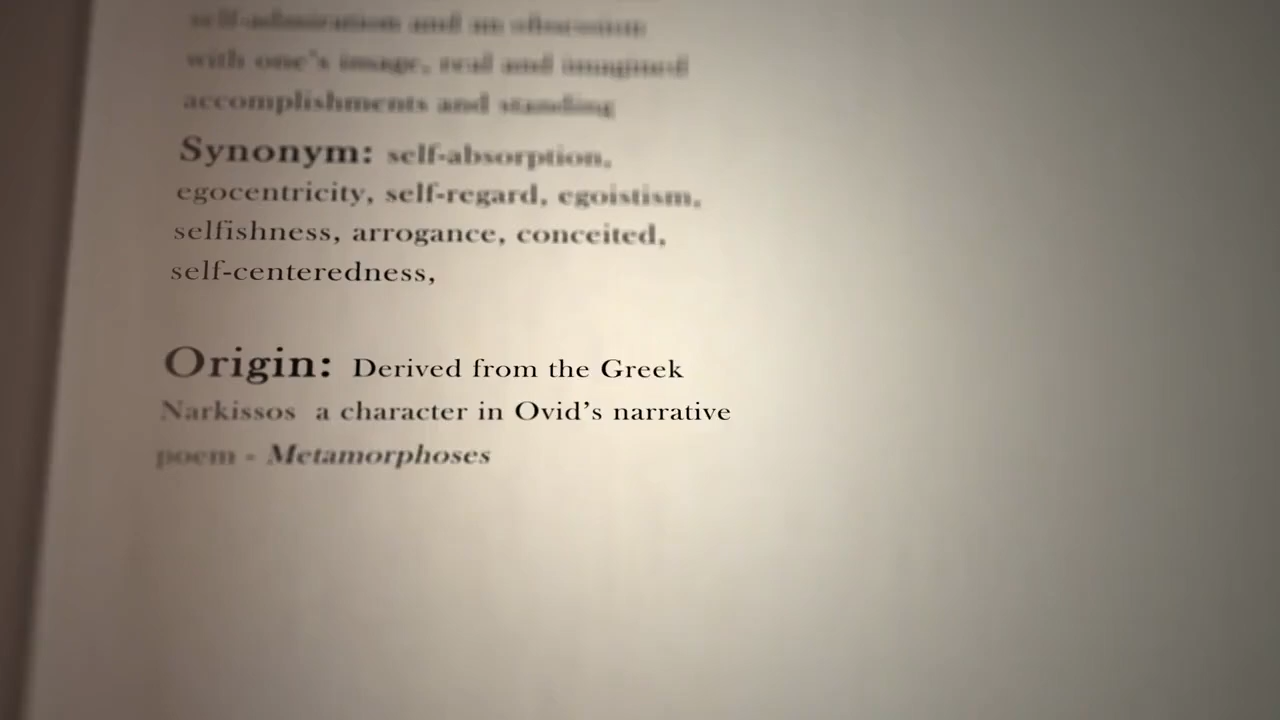 self-admiration and an obsession
with one's image, real and imagined
accomplishments and standing
Synonym: self-absorption,
egocentricity, self-regard, egoistism,
selfishness, arrogance, conceited,
self-centeredness,
Origin: Derived from the Greek
Narkissos a character in Ovid's narrative
poem - Metamorphoses